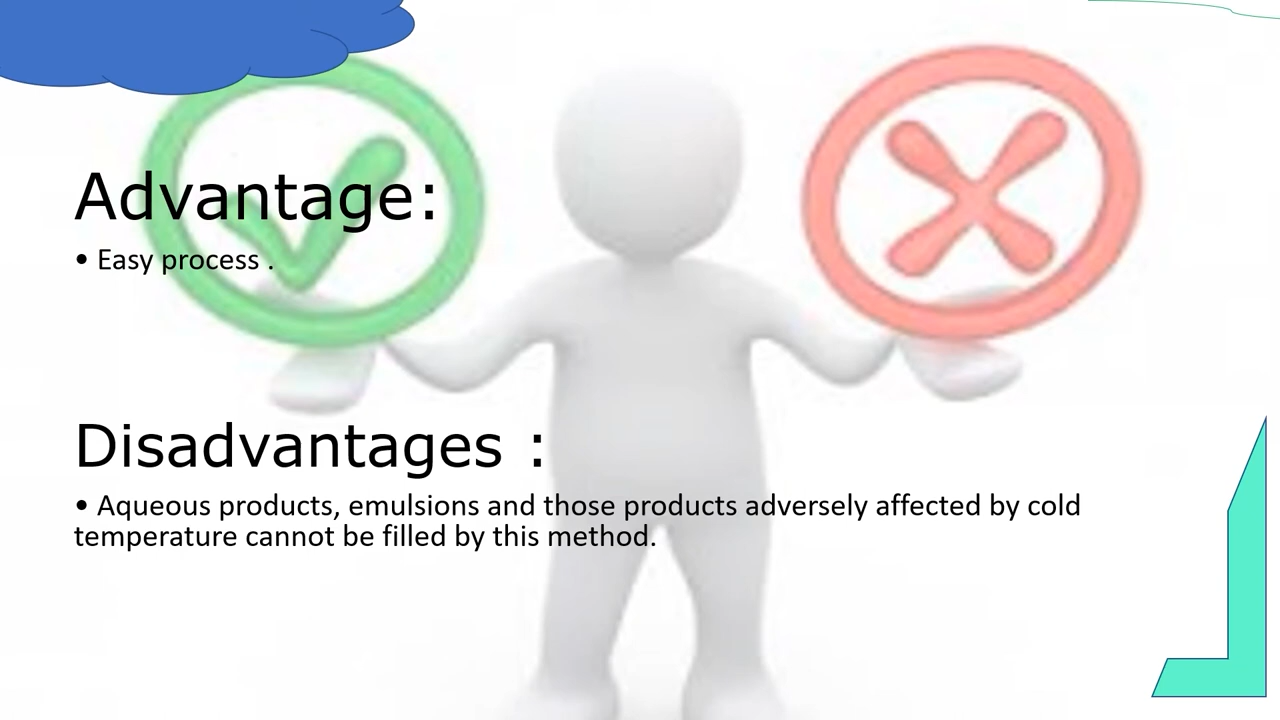 Advantage:
• Easy process .
Disadvantages :
• Aqueous products, emulsions and those products adversely affected by cold
temperature cannot be filled by this method.